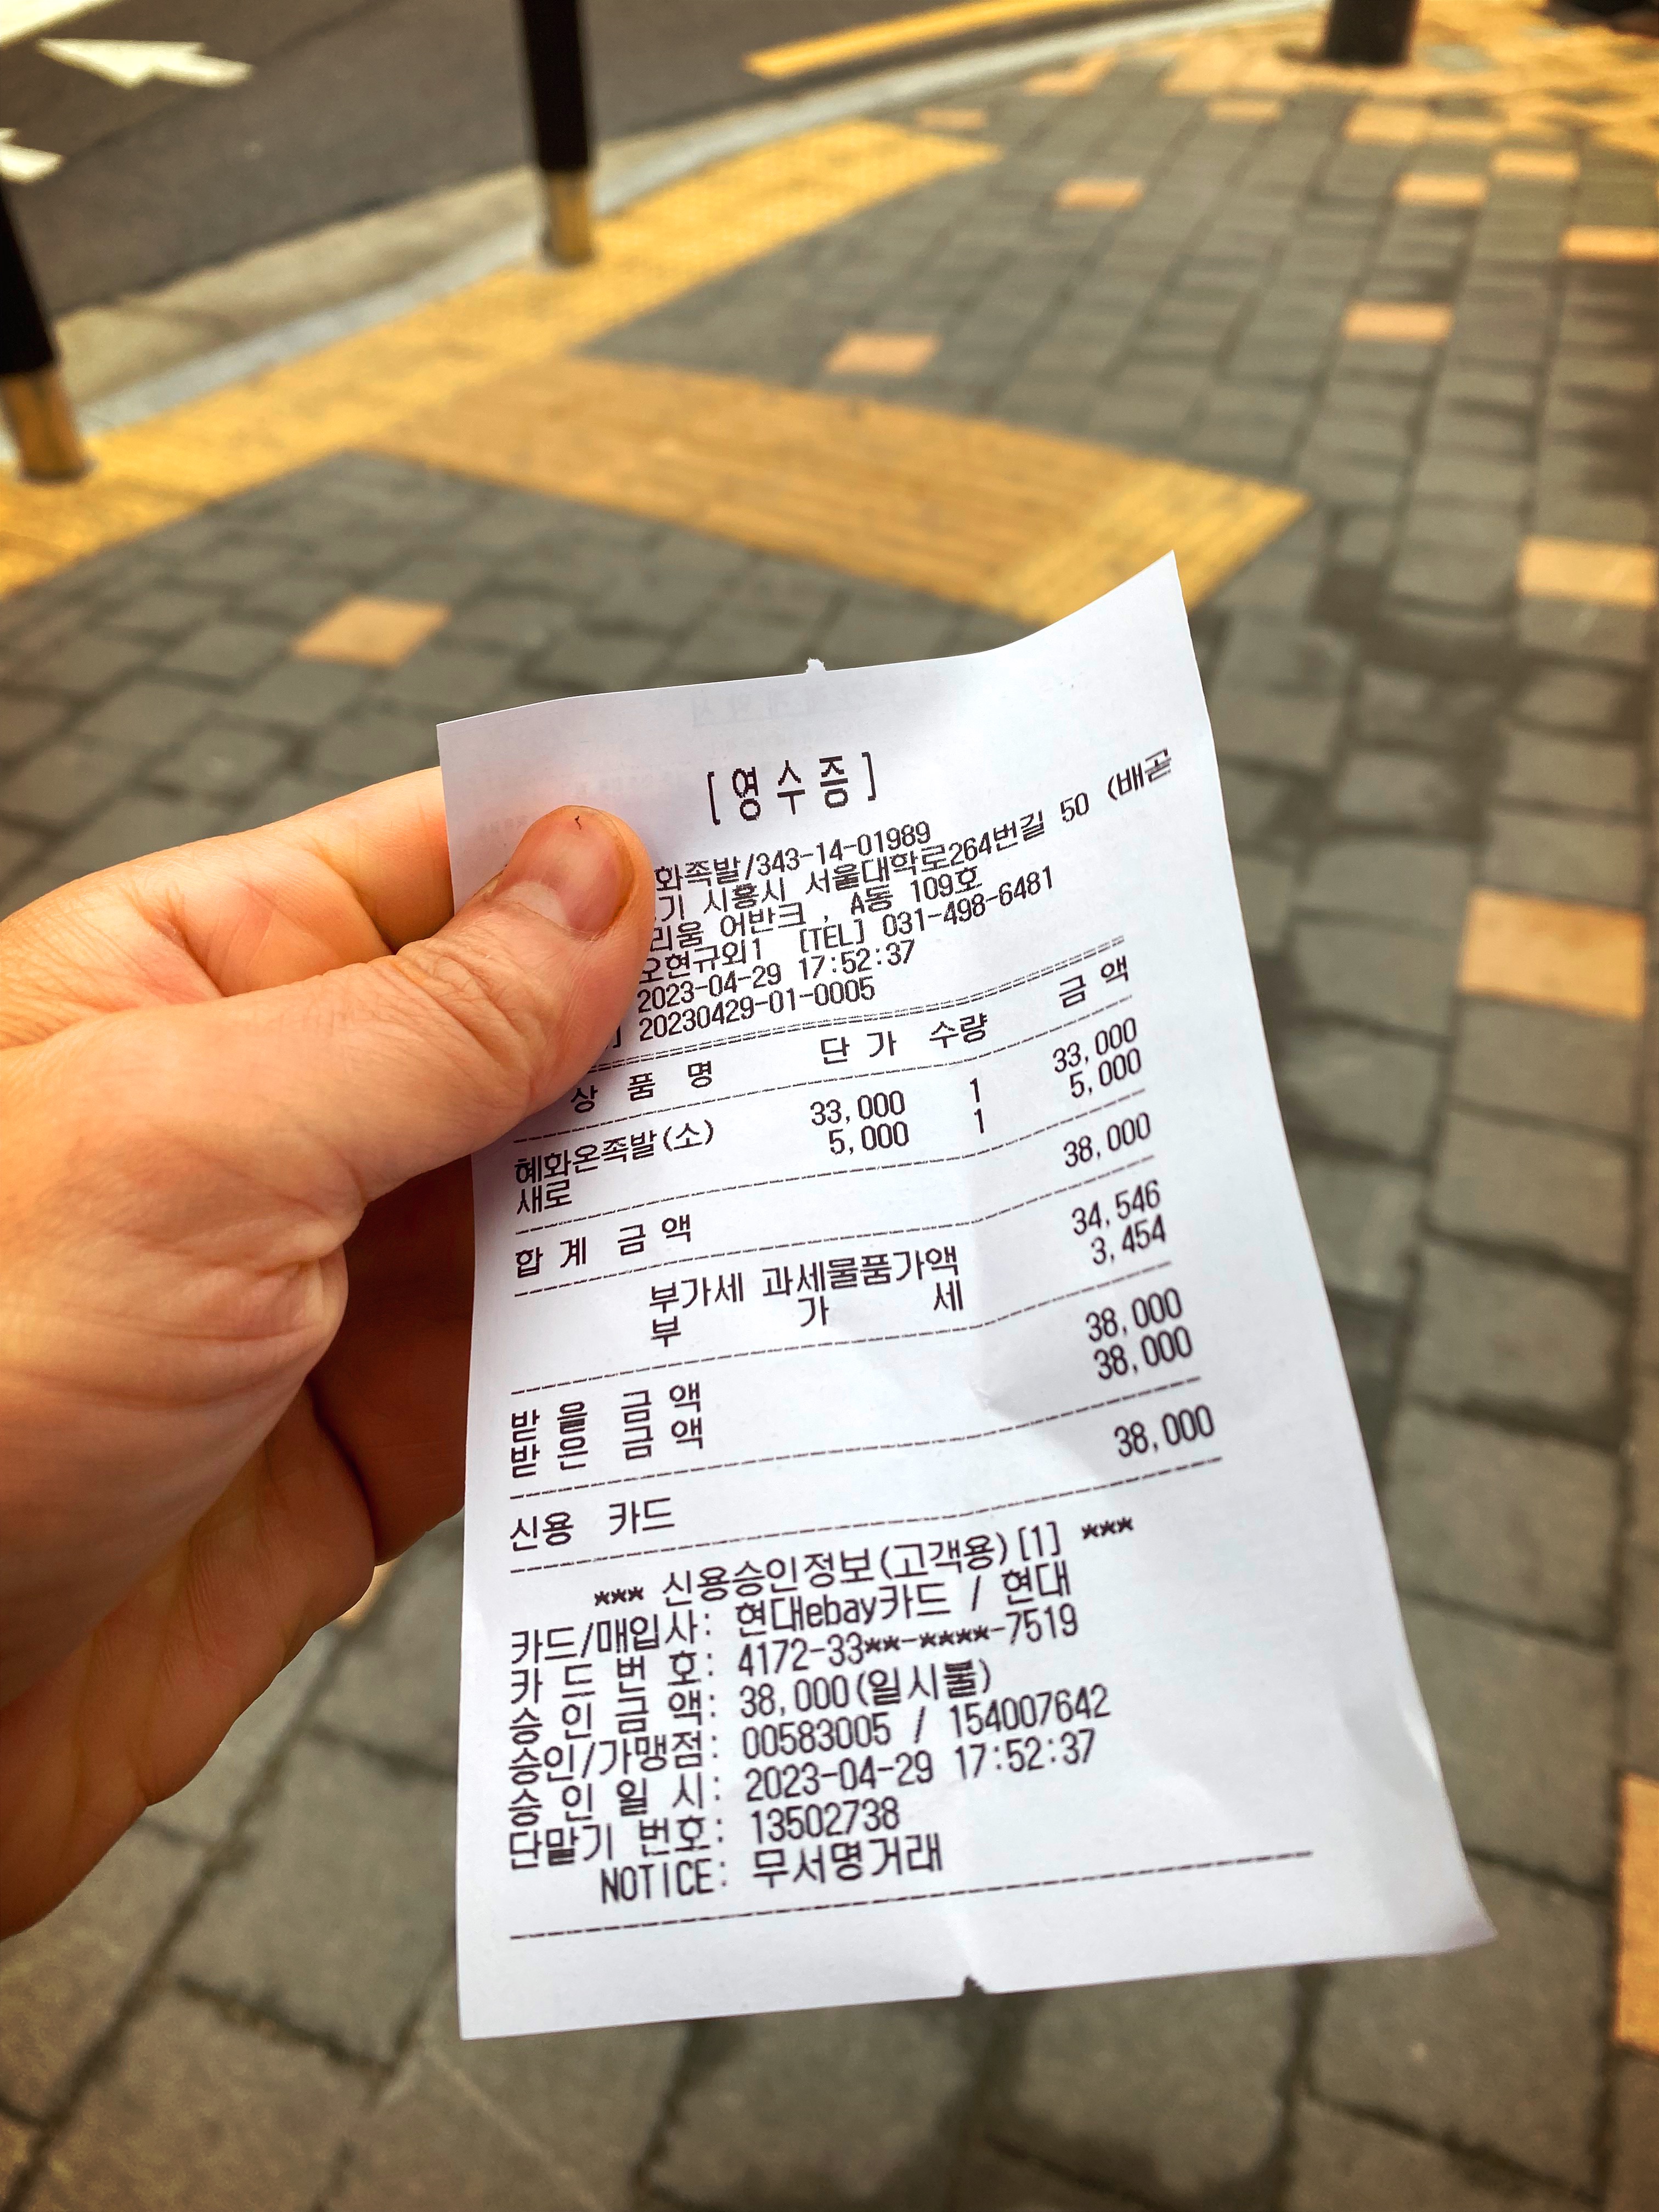 [영수증]
화족발/343-14-01989
기 시흥시 서울대학로264번길 50 (배곧
리움 어반크 , A동 109호
오현규외1 [TEL] 031-498-6481
2023-04-29 17:52:37
] 20230429-01-0005
상 품 명 단 가 수량 금 액
혜화온족발(소) 33,000 1 33,000
새로 5,000 1 5,000
합 계 금 액 38,000
부가세 과세물품가액 34,546
부 가 세 3,454
받 을 금 액 38,000
받 은 금 액 38,000
신용 카드 38,000
*** 신용승인정보(고객용)[1] ***
카드/매입사: 현대ebay카드 / 현대
카 드 번 호: 4172-33**-****-7519
승 인 금 액: 38,000(일시불)
승인/가맹점: 00583005 / 154007642
승 인 일 시: 2023-04-29 17:52:37
단말기 번호: 13502738
NOTICE: 무서명거래